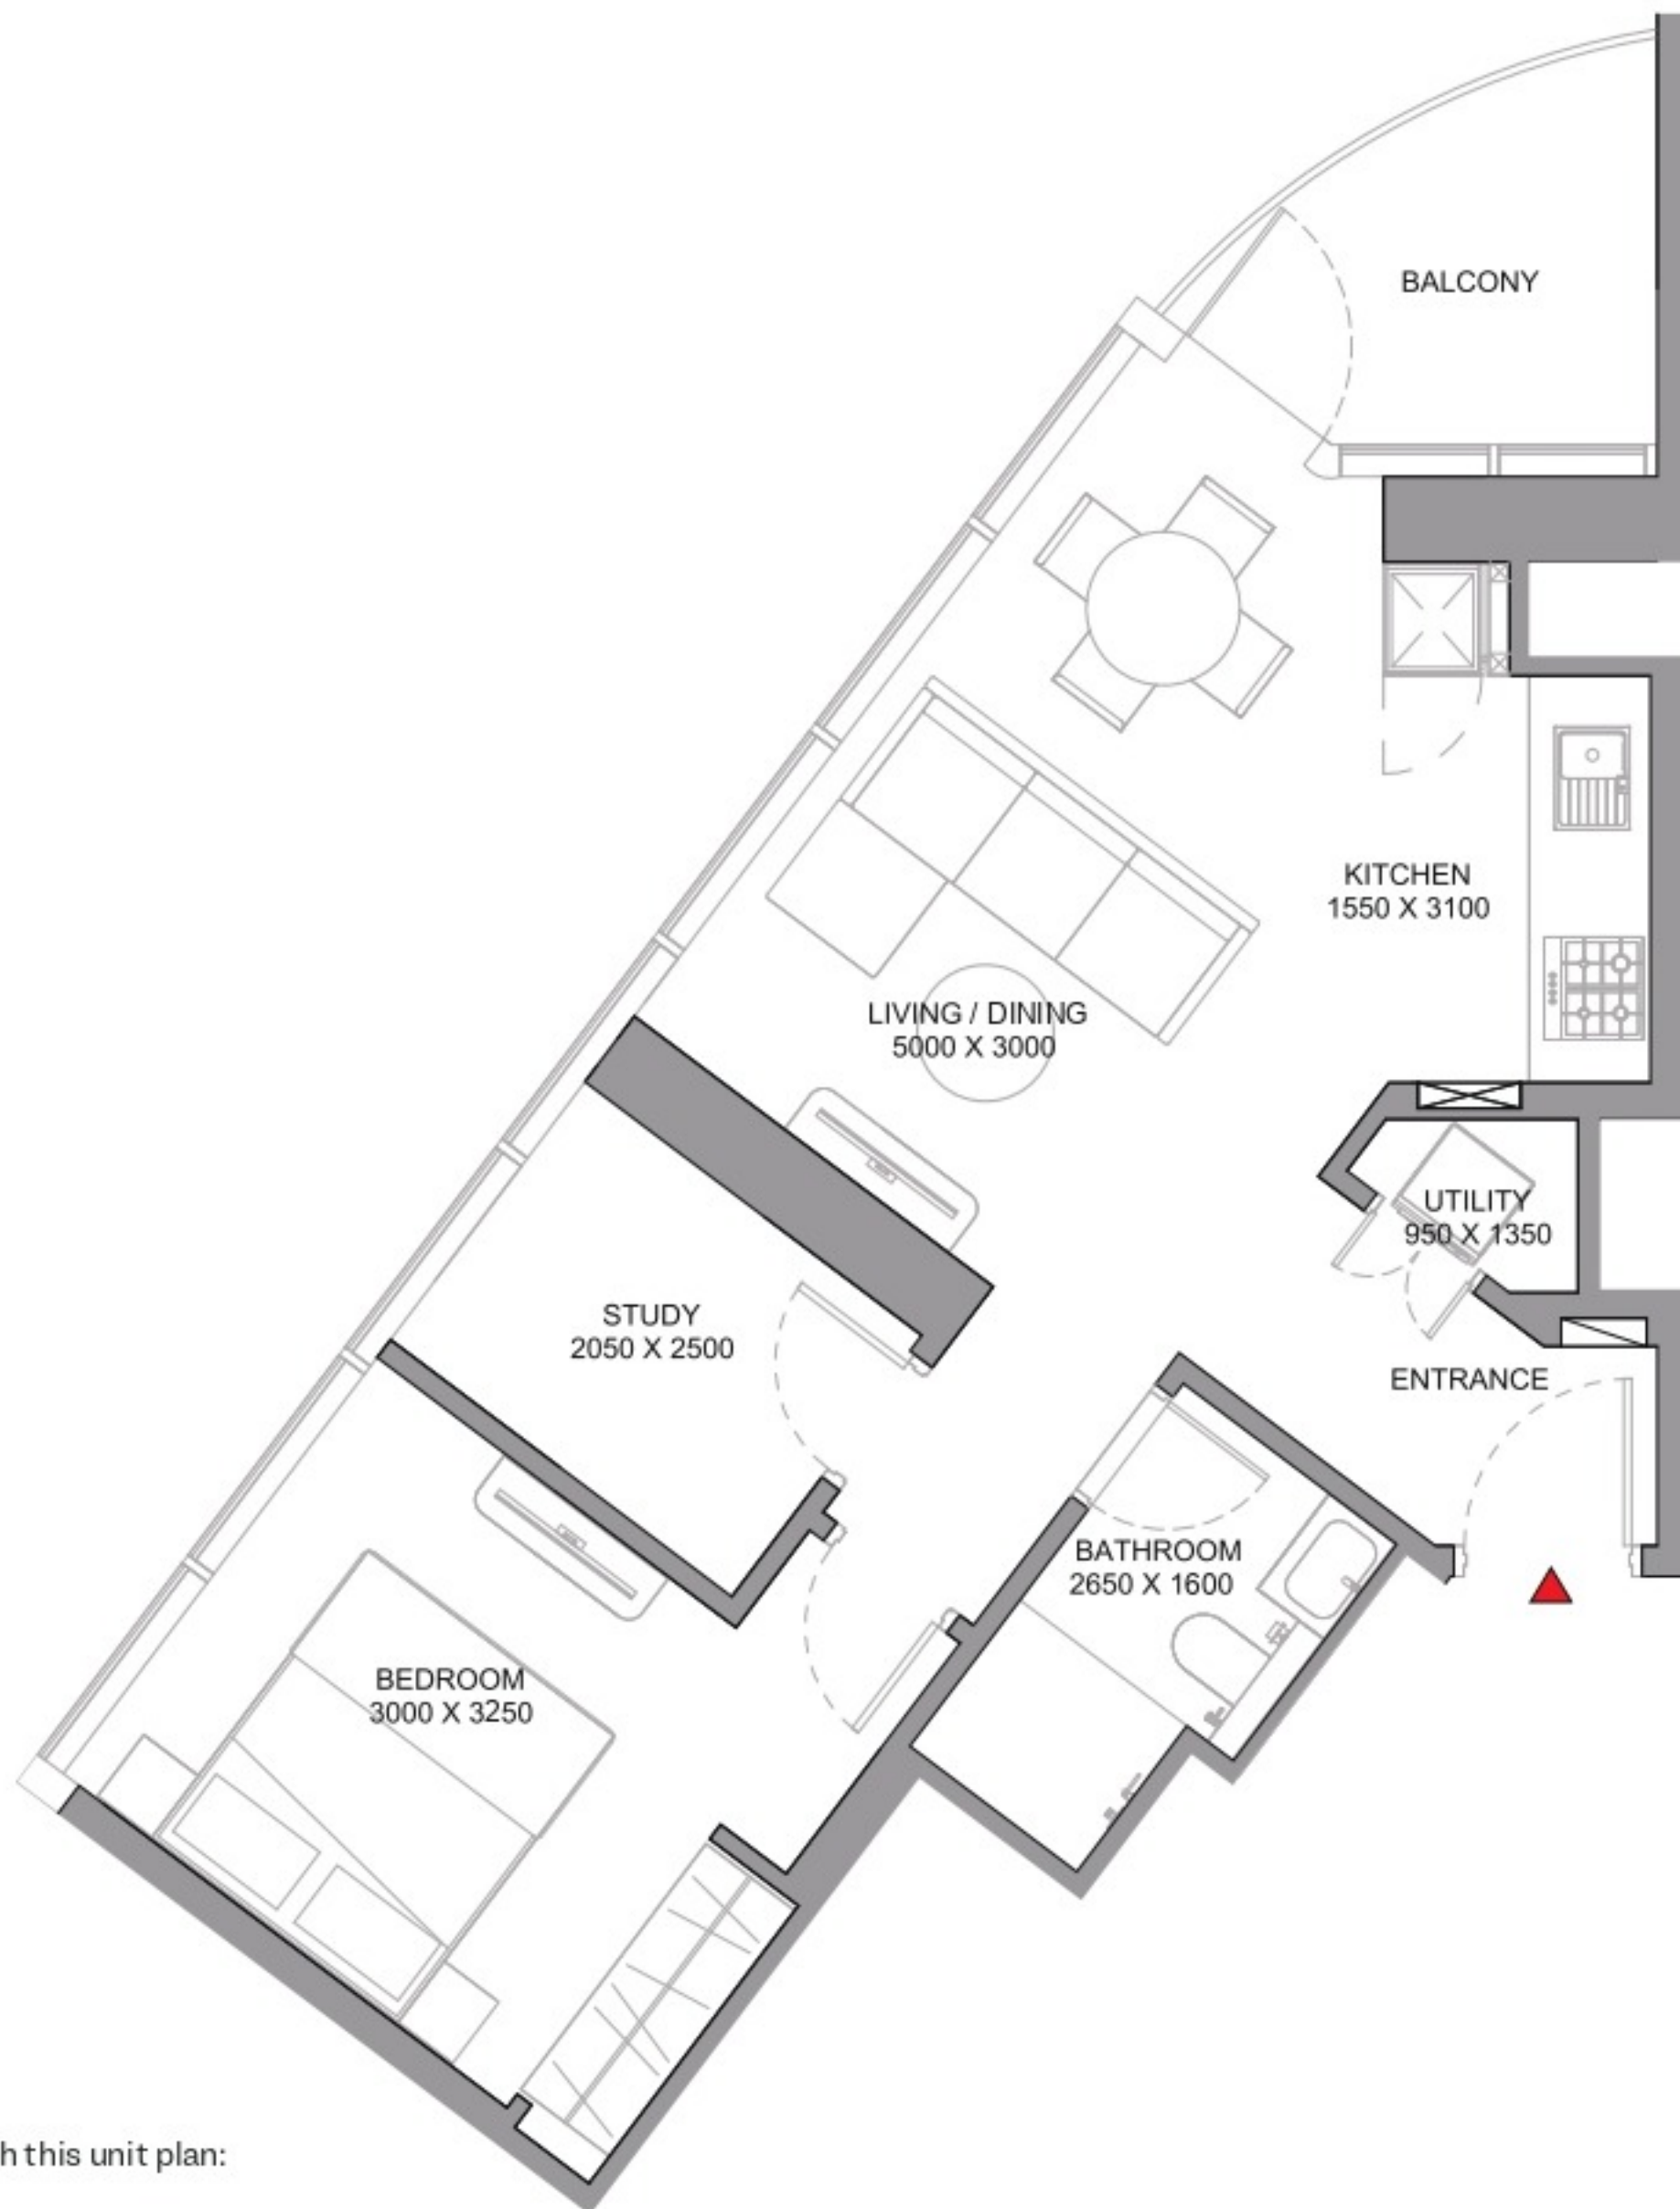 BALCONY
KITCHEN
1550 X 3100
LIVING / DINING
5000 X 3000
UTILITY
950 X 1350
STUDY
2050 X 2500
ENTRANCE
BATHROOM
2650 X 1600
BEDROOM
3000 X 3250
h this unit plan: